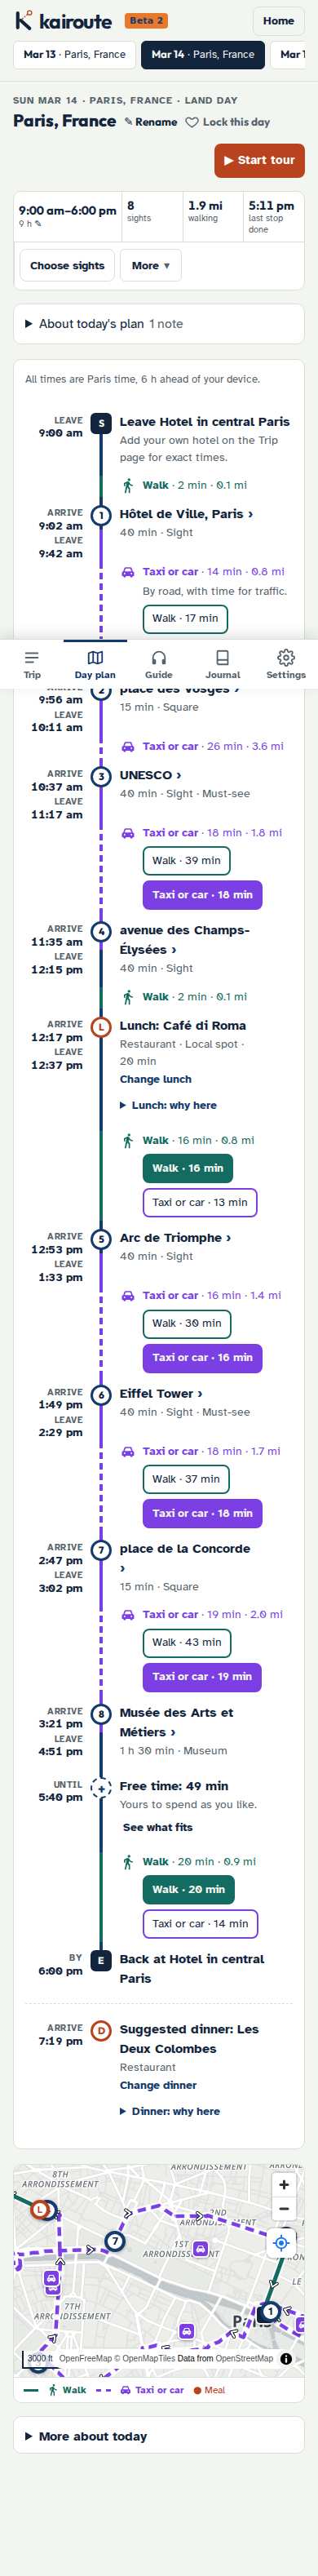 kairoute Beta 2 Home
Mar 13 · Paris, France Mar 14 · Paris, France Mar 1
SUN MAR 14 · PARIS, FRANCE · LAND DAY
Paris, France ✎ Rename ♡ Lock this day
▶ Start tour
9:00 am–6:00 pm 8 1.9 mi 5:11 pm
9 h ✎ sights walking last stop
done
Choose sights More ▾
▶ About today's plan 1 note
All times are Paris time, 6 h ahead of your device.
LEAVE S Leave Hotel in central Paris
9:00 am Add your own hotel on the Trip
page for exact times.
Walk · 2 min · 0.1 mi
ARRIVE 1 Hôtel de Ville, Paris ›
9:02 am 40 min · Sight
LEAVE
9:42 am
Taxi or car · 14 min · 0.8 mi
By road, with time for traffic.
Walk · 17 min
Trip Day plan Guide Journal Settings
ARRIVE 2 place des Vosges ›
9:56 am 15 min · Square
LEAVE
10:11 am
Taxi or car · 26 min · 3.6 mi
ARRIVE 3 UNESCO ›
10:37 am 40 min · Sight · Must-see
LEAVE
11:17 am
Taxi or car · 18 min · 1.8 mi
Walk · 39 min
Taxi or car · 18 min
ARRIVE 4 avenue des Champs-
11:35 am Élysées ›
LEAVE
12:15 pm 40 min · Sight
Walk · 2 min · 0.1 mi
ARRIVE L Lunch: Café di Roma
12:17 pm Restaurant · Local spot ·
LEAVE 20 min
12:37 pm
Change lunch
▶ Lunch: why here
Walk · 16 min · 0.8 mi
Walk · 16 min
Taxi or car · 13 min
ARRIVE 5 Arc de Triomphe ›
12:53 pm 40 min · Sight
LEAVE
1:33 pm
Taxi or car · 16 min · 1.4 mi
Walk · 30 min
Taxi or car · 16 min
ARRIVE 6 Eiffel Tower ›
1:49 pm 40 min · Sight · Must-see
LEAVE
2:29 pm
Taxi or car · 18 min · 1.7 mi
Walk · 37 min
Taxi or car · 18 min
ARRIVE 7 place de la Concorde
2:47 pm ›
LEAVE
3:02 pm 15 min · Square
Taxi or car · 19 min · 2.0 mi
Walk · 43 min
Taxi or car · 19 min
ARRIVE 8 Musée des Arts et
3:21 pm Métiers ›
LEAVE
4:51 pm 1 h 30 min · Museum
UNTIL + Free time: 49 min
5:40 pm Yours to spend as you like.
See what fits
Walk · 20 min · 0.9 mi
Walk · 20 min
Taxi or car · 14 min
BY E Back at Hotel in central
6:00 pm Paris
ARRIVE D Suggested dinner: Les
7:19 pm Deux Colombes
Restaurant
Change dinner
▶ Dinner: why here
8TH
ARRONDISSEMENT
ARRONDISSEMENT
2ND
1ST
7TH
L 7 1
+
−
3000 ft OpenFreeMap © OpenMapTiles Data from OpenStreetMap
Walk Taxi or car Meal
▶ More about today